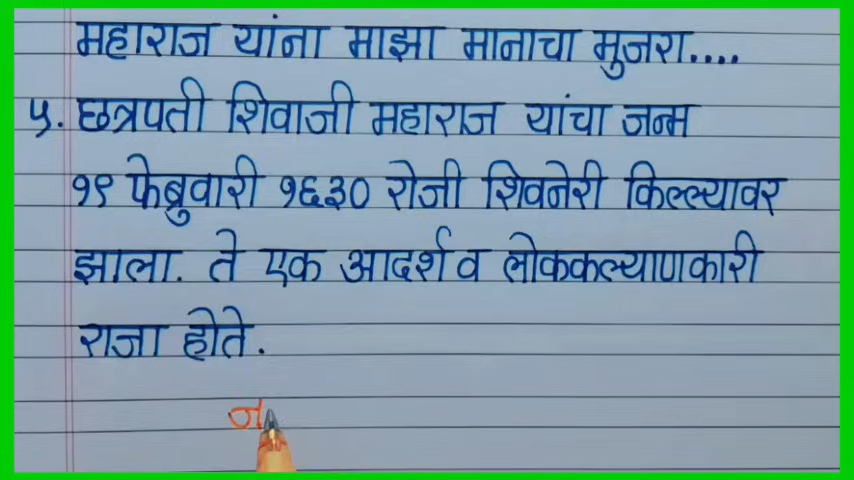 महाराज यांना माझा मानाचा मुजरा....
५. छत्रपती शिवाजी महाराज यांचा जन्म
१९ फेब्रुवारी १६३० रोजी शिवनेरी किल्ल्यावर
झाला. ते एक आदर्श व लोककल्याणकारी
राजा होते.